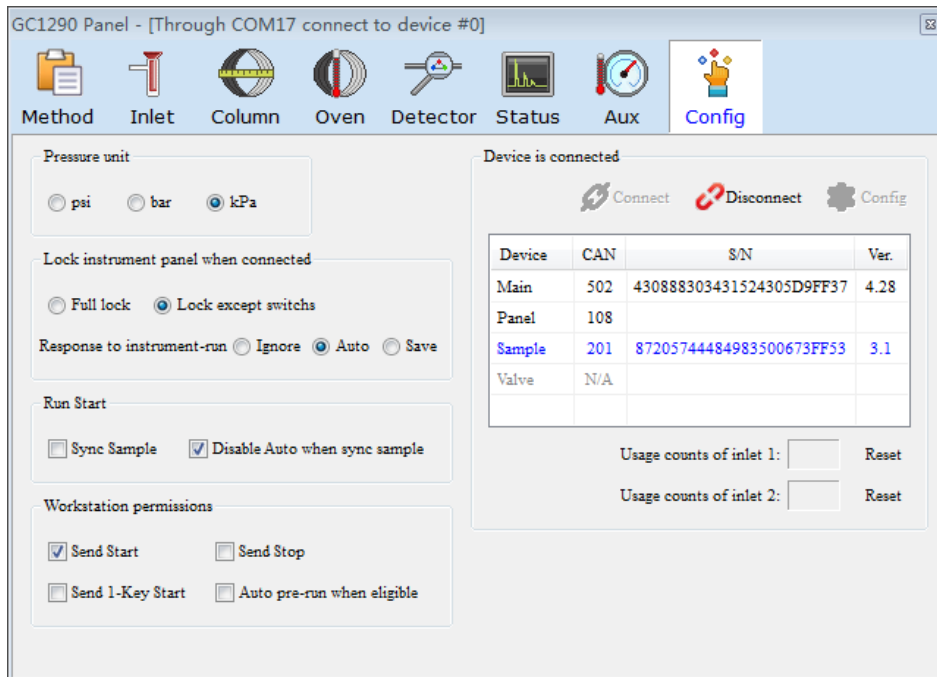 GC1290 Panel - [Through COM17 connect to device #0]
Method Inlet Column Oven Detector Status Aux Config
Pressure unit
psi bar kPa
Lock instrument panel when connected
Full lock Lock except switchs
Response to instrument-run Ignore Auto Save
Run Start
Sync Sample Disable Auto when sync sample
Workstation permissions
Send Start Send Stop
Send 1-Key Start Auto pre-run when eligible
Device is connected
Connect Disconnect Config
Device CAN S/N Ver.
Main 502 430888303431524305D9FF37 4.28
Panel 108
Sample 201 87205744484983500673FF53 3.1
Valve N/A
Usage counts of inlet 1: Reset
Usage counts of inlet 2: Reset